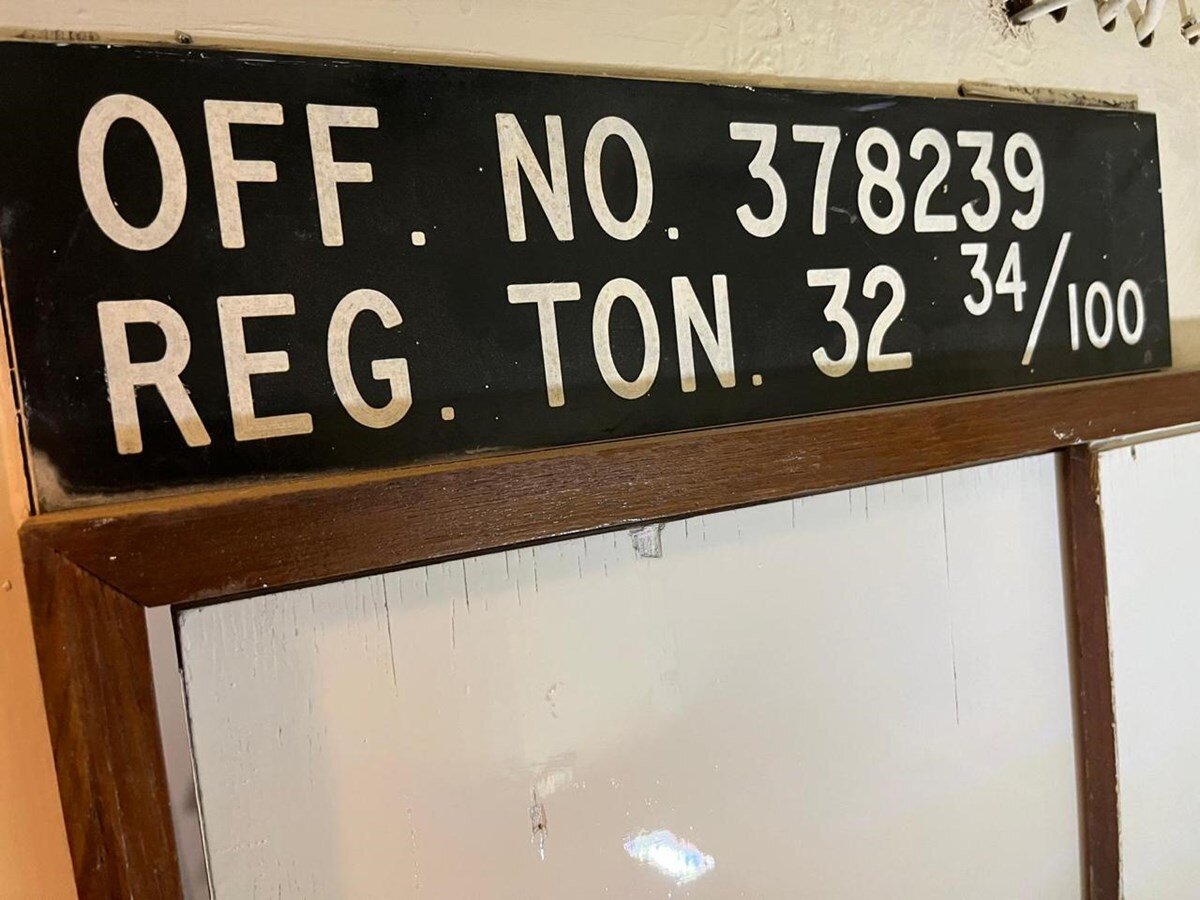 OFF. NO. 378239
REG. TON. 32 34/100